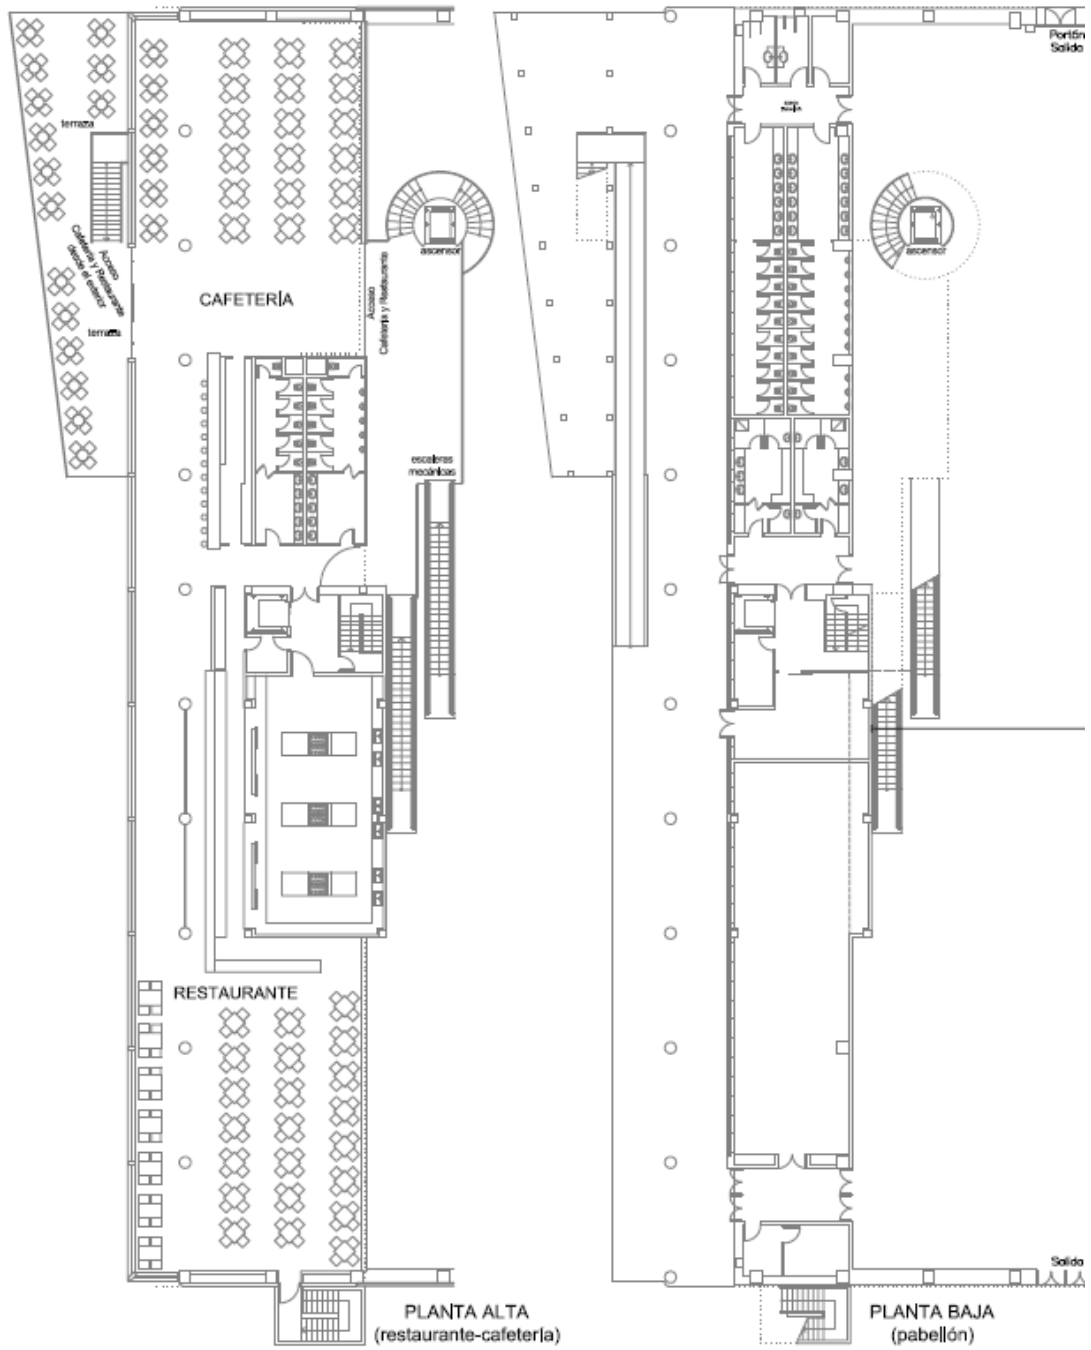 terraza
Acceso
Cafetería y Restaurante
desde el exterior
terraza
CAFETERÍA
ascensor
Acceso
Cafetería y Restaurante
escaleras
mecánicas
RESTAURANTE
PLANTA ALTA
(restaurante-cafetería)
Portón
Salida
ascensor
Salida
PLANTA BAJA
(pabellón)